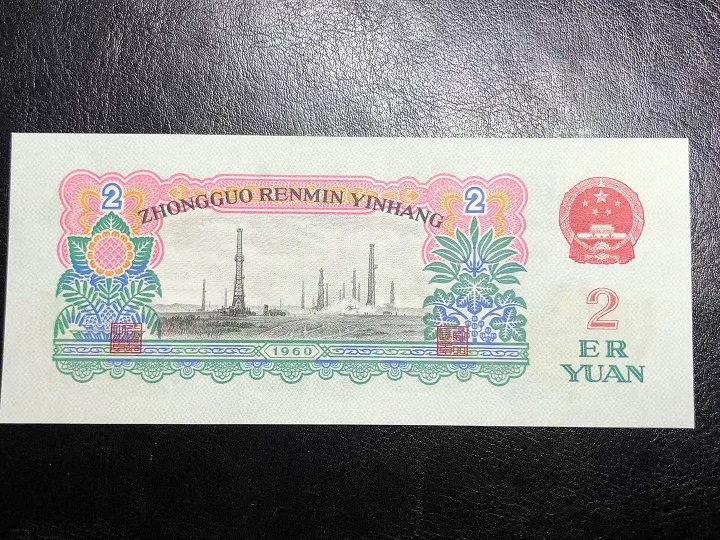 2
ZHONGGUO RENMIN YINHANG
2
1960
2
ER
YUAN